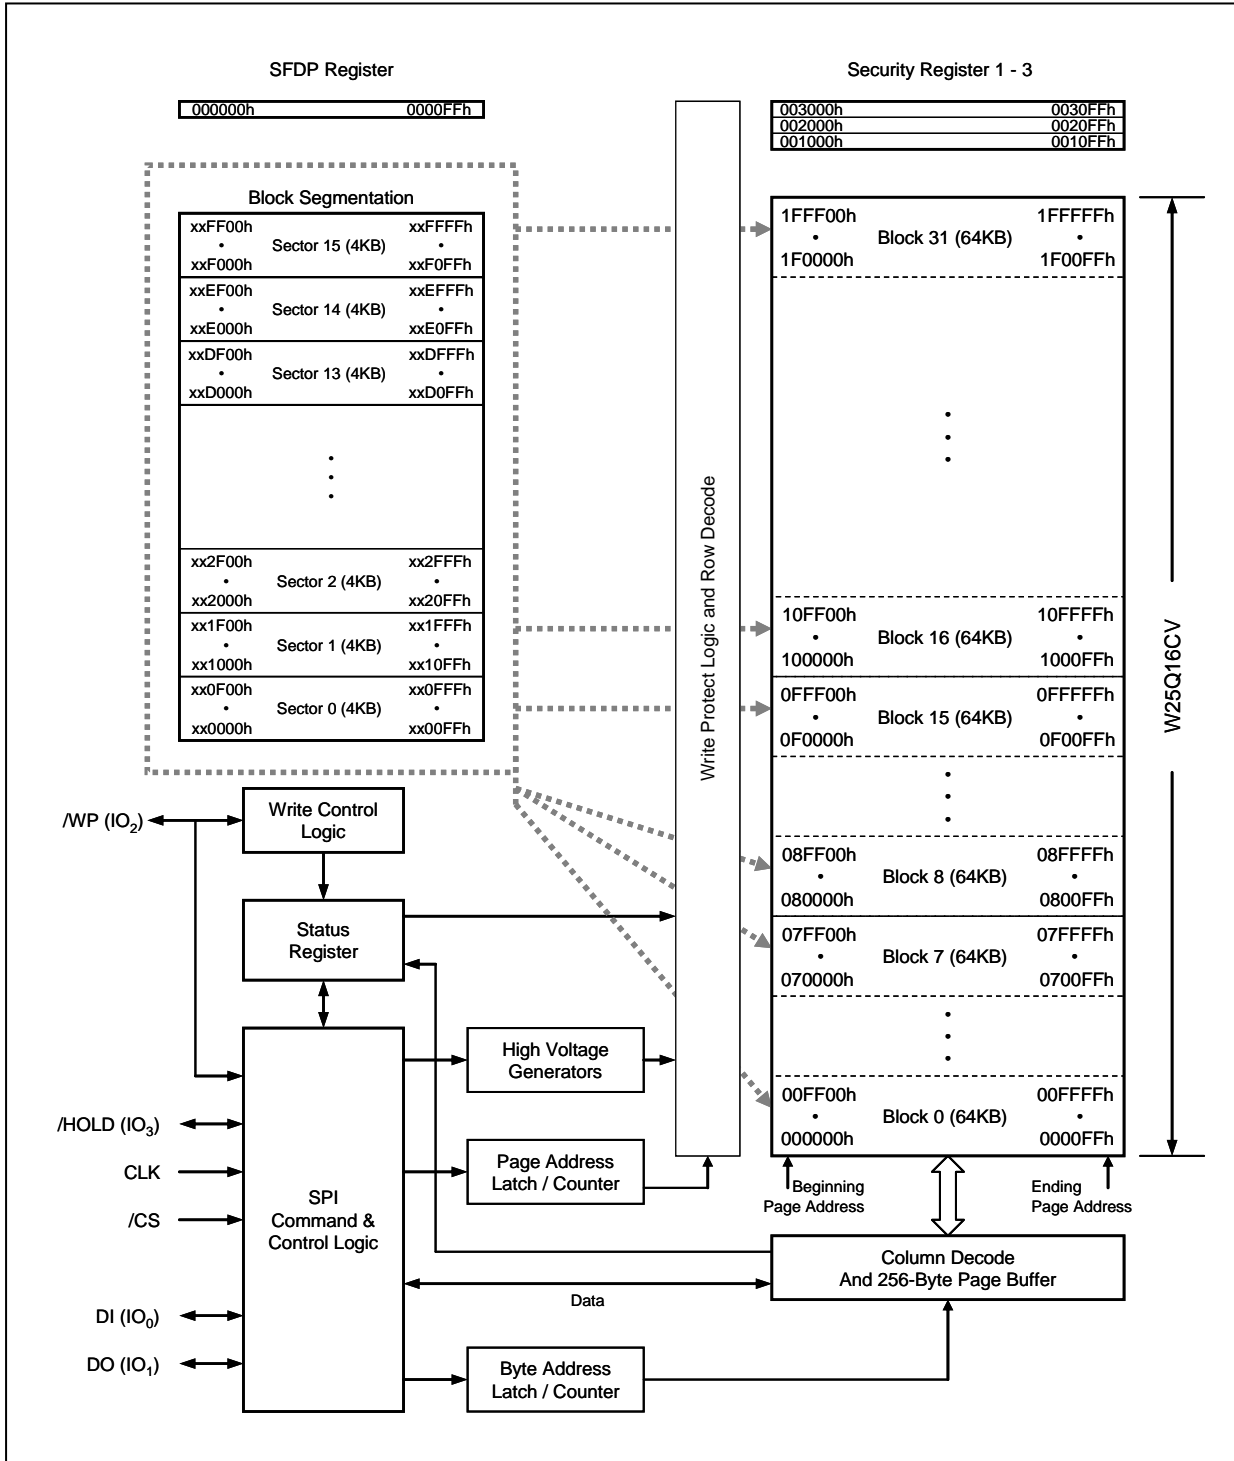 SFDP Register
000000h 0000FFh
Security Register 1 - 3
003000h 0030FFh
002000h 0020FFh
001000h 0010FFh
Block Segmentation
xxFF00h xxFFFFh
• Sector 15 (4KB) •
xxF000h xxF0FFh
xxEF00h xxEFFFh
• Sector 14 (4KB) •
xxE000h xxE0FFh
xxDF00h xxDFFFh
• Sector 13 (4KB) •
xxD000h xxD0FFh
xx2F00h xx2FFFh
• Sector 2 (4KB) •
xx2000h xx20FFh
xx1F00h xx1FFFh
• Sector 1 (4KB) •
xx1000h xx10FFh
xx0F00h xx0FFFh
• Sector 0 (4KB) •
xx0000h xx00FFh
Write Protect Logic and Row Decode
1FFF00h 1FFFFFh
• Block 31 (64KB) •
1F0000h 1F00FFh
10FF00h 10FFFFh
• Block 16 (64KB) •
100000h 1000FFh
0FFF00h 0FFFFFh
• Block 15 (64KB) •
0F0000h 0F00FFh
08FF00h 08FFFFh
• Block 8 (64KB) •
080000h 0800FFh
07FF00h 07FFFFh
• Block 7 (64KB) •
070000h 0700FFh
00FF00h 00FFFFh
• Block 0 (64KB) •
000000h 0000FFh
W25Q16CV
Beginning
Page Address
Ending
Page Address
/WP (IO2)
Write Control
Logic
Status
Register
High Voltage
Generators
/HOLD (IO3)
CLK
/CS
DI (IO0)
DO (IO1)
SPI
Command &
Control Logic
Page Address
Latch / Counter
Column Decode
And 256-Byte Page Buffer
Data
Byte Address
Latch / Counter